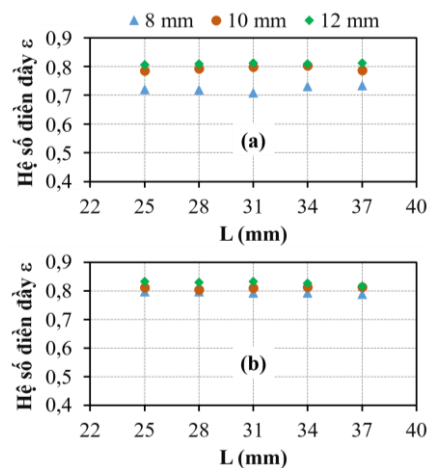 8 mm 10 mm 12 mm
Hệ số điền đầy ε
0,9
0,8
0,7
0,6
0,5
0,4
(a)
22 25 28 31 34 37 40
L (mm)
Hệ số điền đầy ε
0,9
0,8
0,7
0,6
0,5
0,4
(b)
22 25 28 31 34 37 40
L (mm)